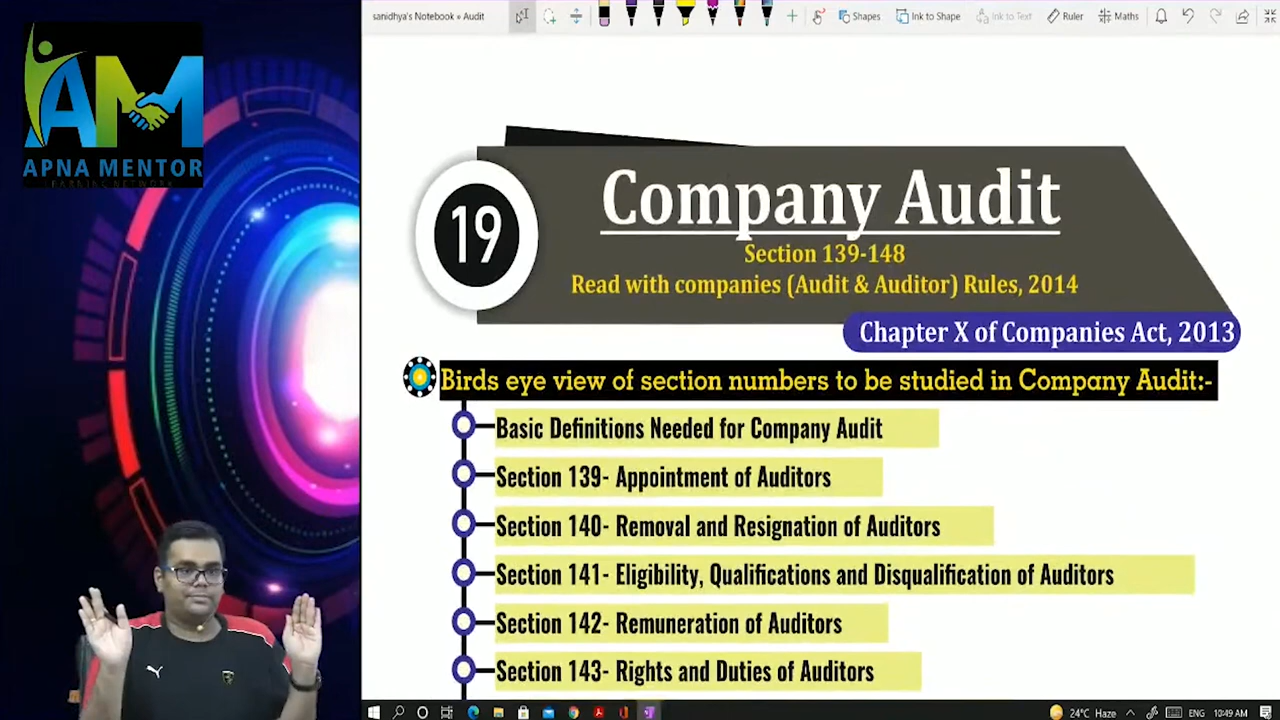 sanidhya's Notebook » Audit
Shapes
Ink to Shape
Ink to Text
Ruler
Maths
AM
APNA MENTOR
LEARNING NETWORK
19
Company Audit
Section 139-148
Read with companies (Audit & Auditor) Rules, 2014
Chapter X of Companies Act, 2013
Birds eye view of section numbers to be studied in Company Audit:-
Basic Definitions Needed for Company Audit
Section 139- Appointment of Auditors
Section 140- Removal and Resignation of Auditors
Section 141- Eligibility, Qualifications and Disqualification of Auditors
Section 142- Remuneration of Auditors
Section 143- Rights and Duties of Auditors
24°C Haze
ENG
10:49 AM